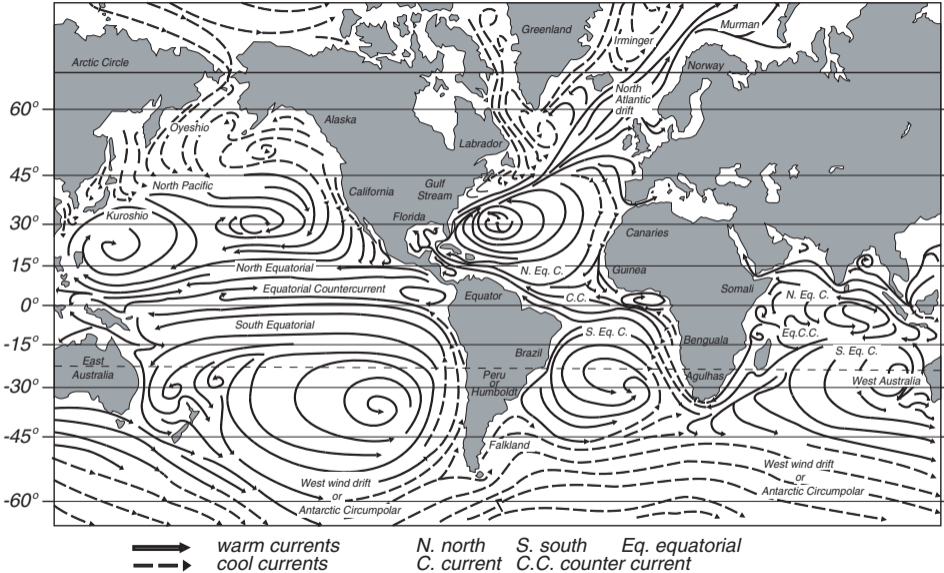 Greenland
Murman
Irminger
Arctic Circle
Norway
North
Atlantic
drift
60°
Alaska
Oyeshio
Labrador
45°
North Pacific
California
Gulf
Stream
Kuroshio
Florida
30°
Canaries
15°
North Equatorial
N. Eq. C.
Guinea
Somali
Equatorial Countercurrent
Equator
C.C.
N. Eq. C.
0°
South Equatorial
S. Eq. C.
Eq.C.C.
-15°
Benguala
Brazil
S. Eq. C.
East
Australia
Peru
or
Humboldt
Agulhas
West Australia
-30°
-45°
Falkland
West wind drift
or
Antarctic Circumpolar
West wind drift
or
Antarctic Circumpolar
-60°
warm currents N. north S. south Eq. equatorial
cool currents C. current C.C. counter current